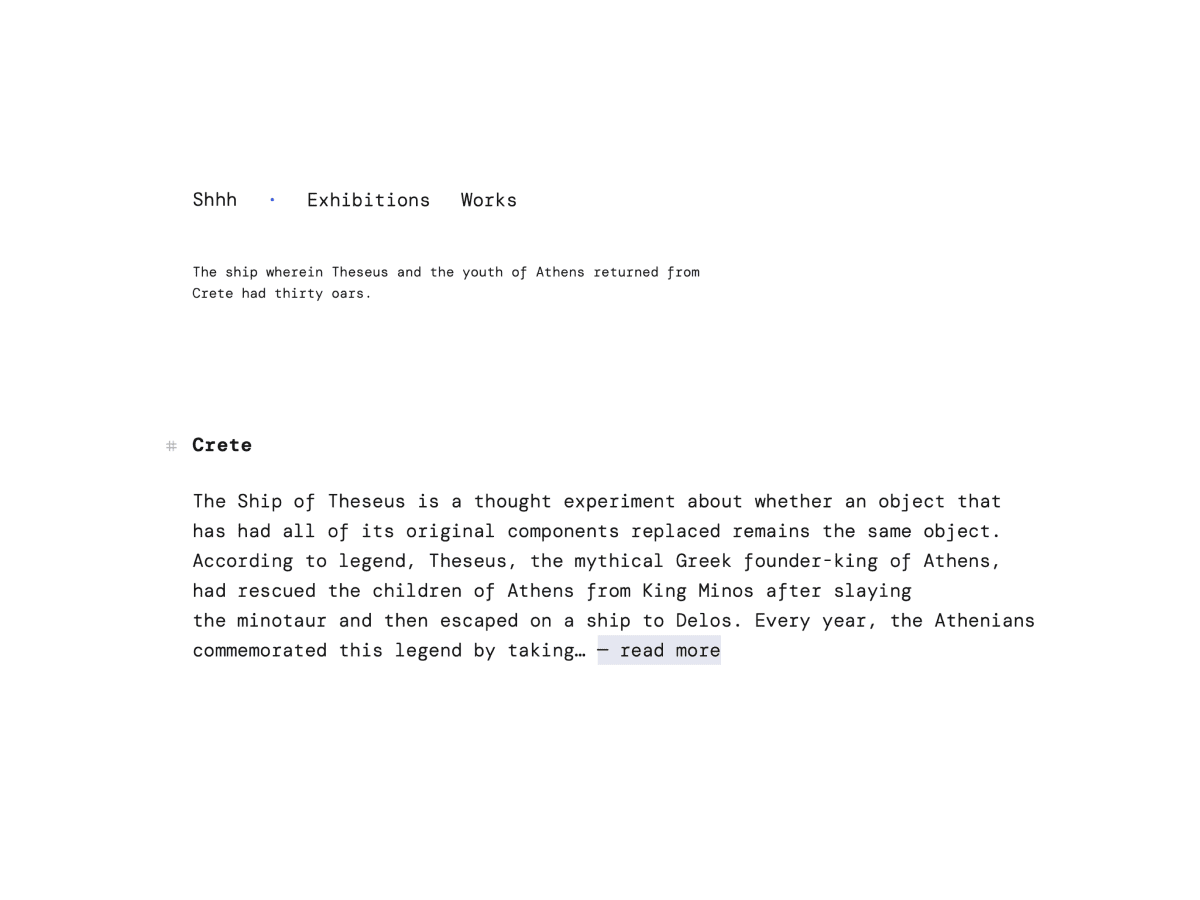 Shhh · Exhibitions Works
The ship wherein Theseus and the youth of Athens returned from
Crete had thirty oars.
# Crete
The Ship of Theseus is a thought experiment about whether an object that
has had all of its original components replaced remains the same object.
According to legend, Theseus, the mythical Greek founder-king of Athens,
had rescued the children of Athens from King Minos after slaying
the minotaur and then escaped on a ship to Delos. Every year, the Athenians
commemorated this legend by taking… — read more